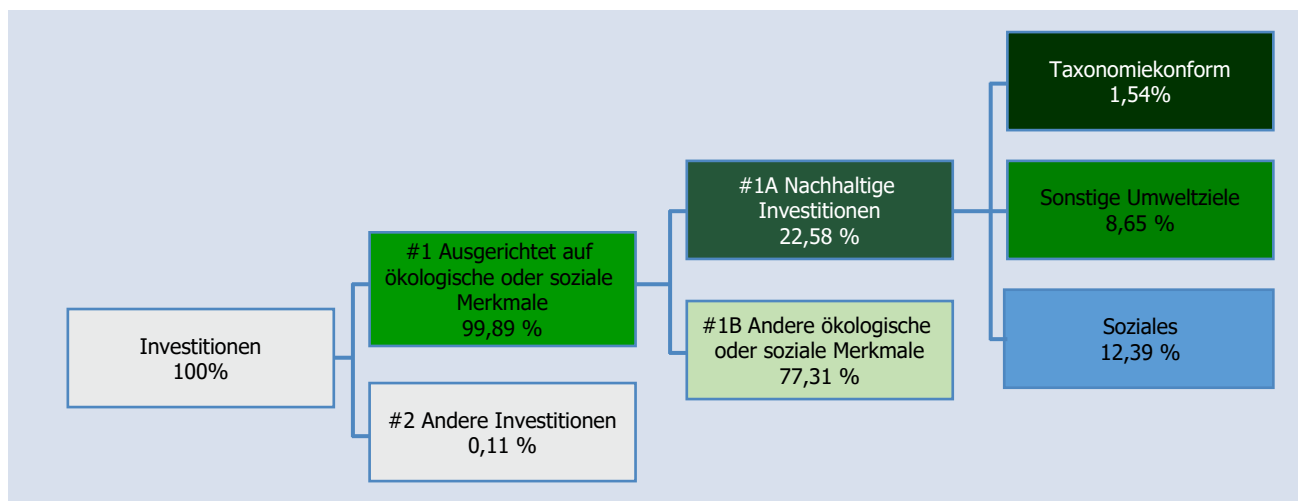 Investitionen
100%
#1 Ausgerichtet auf
ökologische oder soziale
Merkmale
99,89 %
#2 Andere Investitionen
0,11 %
#1A Nachhaltige
Investitionen
22,58 %
#1B Andere ökologische
oder soziale Merkmale
77,31 %
Taxonomiekonform
1,54%
Sonstige Umweltziele
8,65 %
Soziales
12,39 %